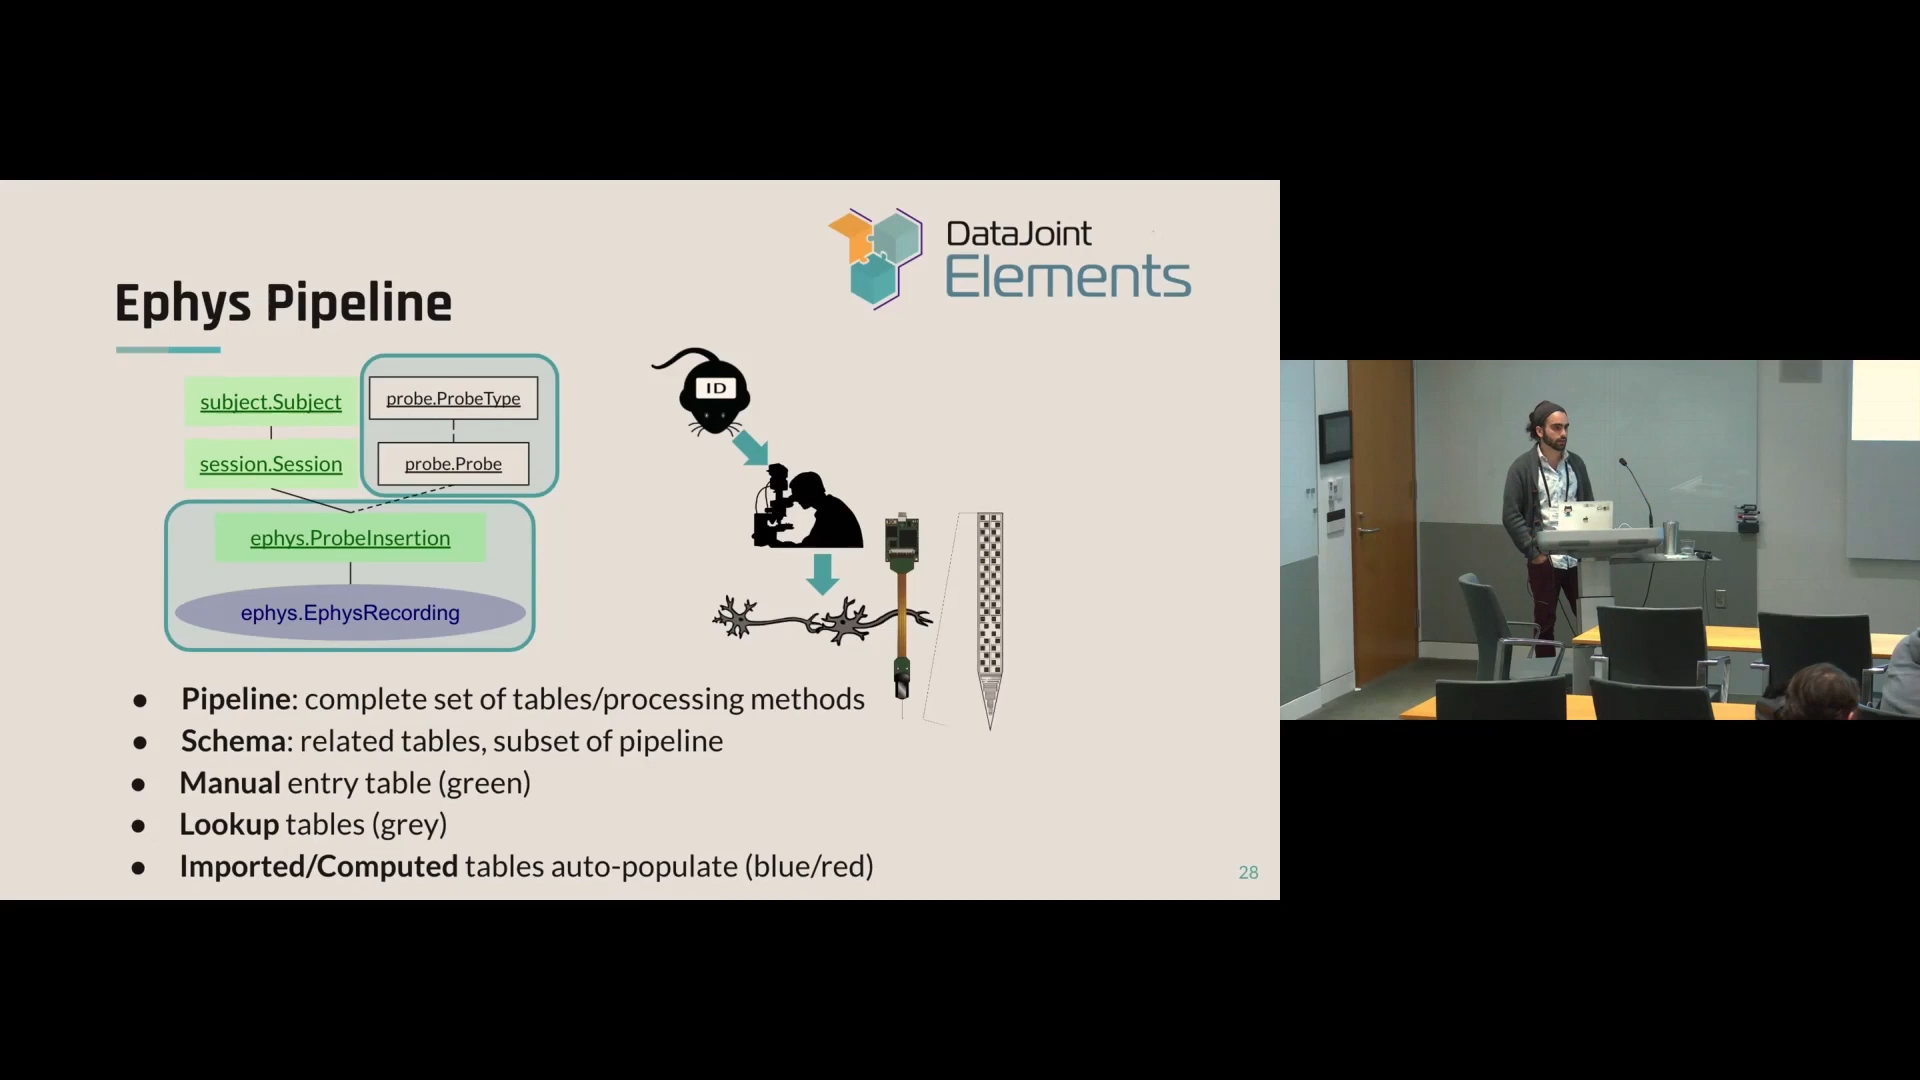 DataJoint
Elements
Ephys Pipeline
subject.Subject
probe.ProbeType
session.Session
probe.Probe
ephys.ProbeInsertion
ephys.EphysRecording
ID
● Pipeline: complete set of tables/processing methods
● Schema: related tables, subset of pipeline
● Manual entry table (green)
● Lookup tables (grey)
● Imported/Computed tables auto-populate (blue/red)
28